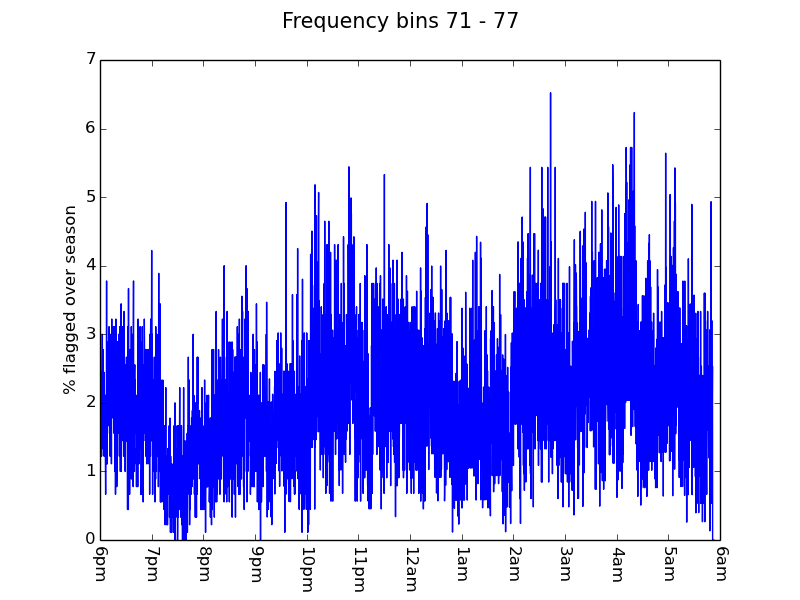 Frequency bins 71 - 77
% flagged over season
7
6
5
4
3
2
1
0
6pm
7pm
8pm
9pm
10pm
11pm
12am
1am
2am
3am
4am
5am
6am